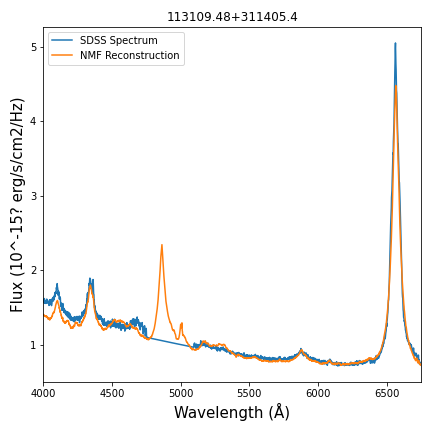 113109.48+311405.4
SDSS Spectrum
NMF Reconstruction
Flux (10^-15? erg/s/cm2/Hz)
5
4
3
2
1
4000 4500 5000 5500 6000 6500
Wavelength (Å)